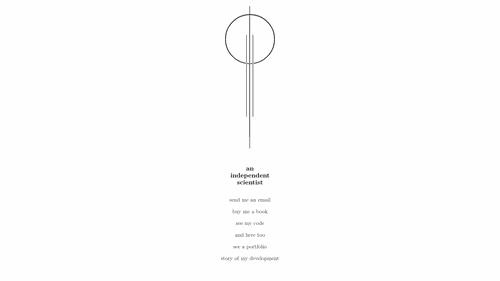 an
independent
scientist
send me an email
buy me a book
see my code
and here too
see a portfolio
story of my development